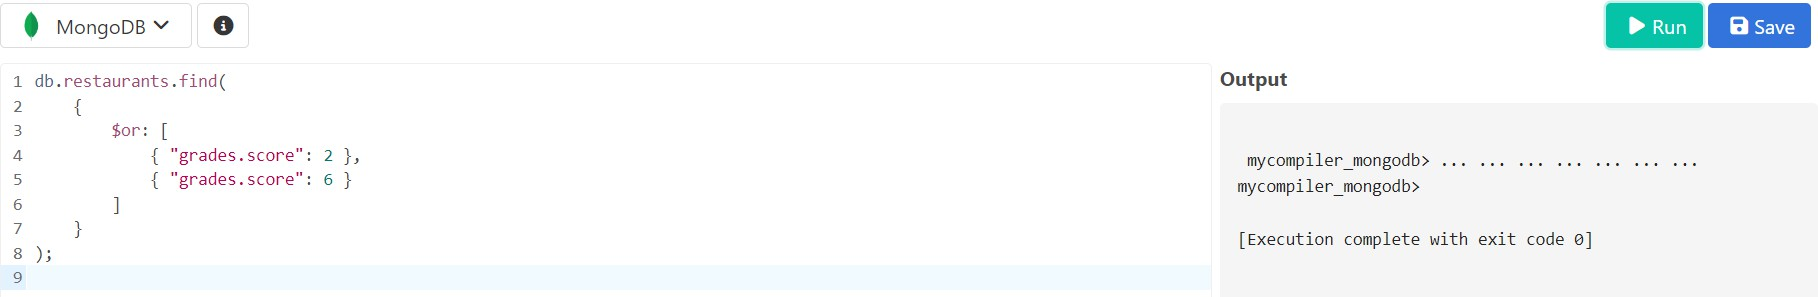 MongoDB
Run
Save
1 db.restaurants.find(
2     {
3         $or: [
4             { "grades.score": 2 },
5             { "grades.score": 6 }
6         ]
7     }
8 );
9
Output
mycompiler_mongodb> ... ... ... ... ... ... ...
mycompiler_mongodb>
[Execution complete with exit code 0]